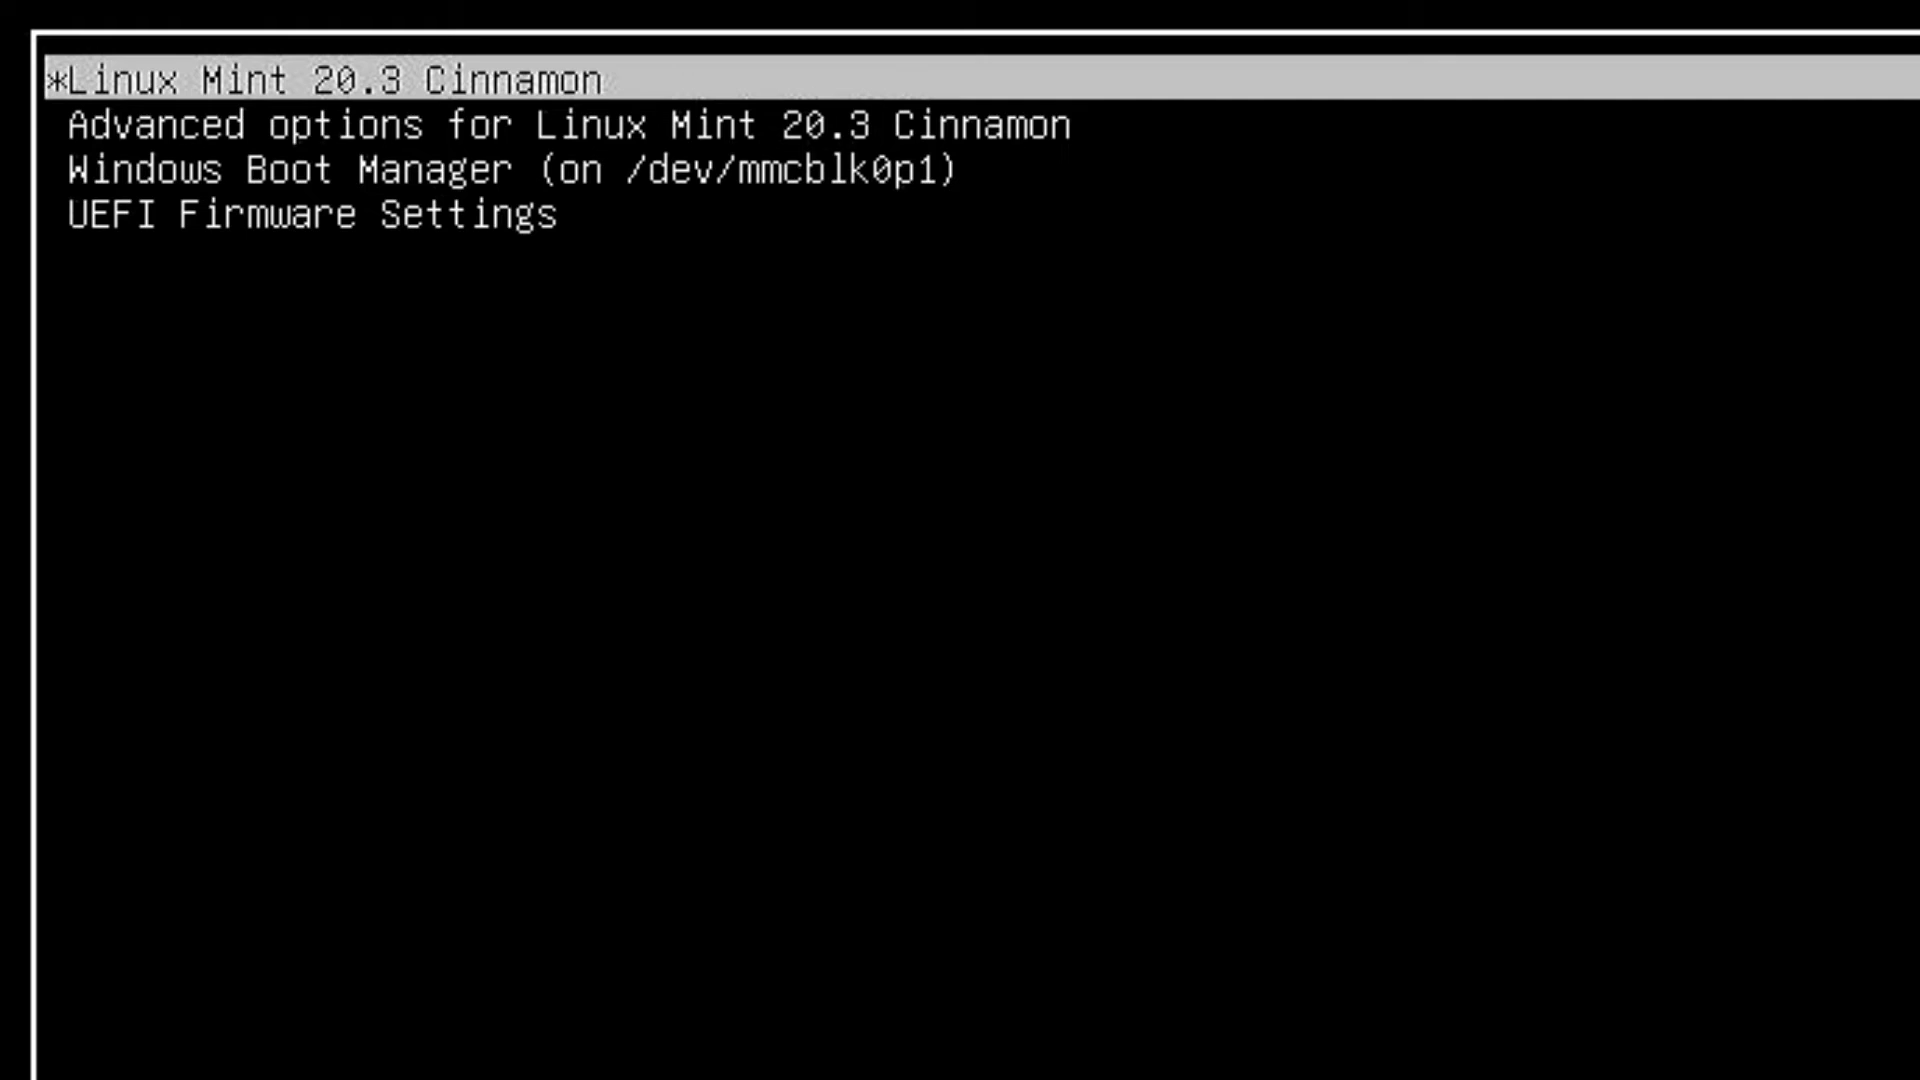 *Linux Mint 20.3 Cinnamon
Advanced options for Linux Mint 20.3 Cinnamon
Windows Boot Manager (on /dev/mmcblk0p1)
UEFI Firmware Settings